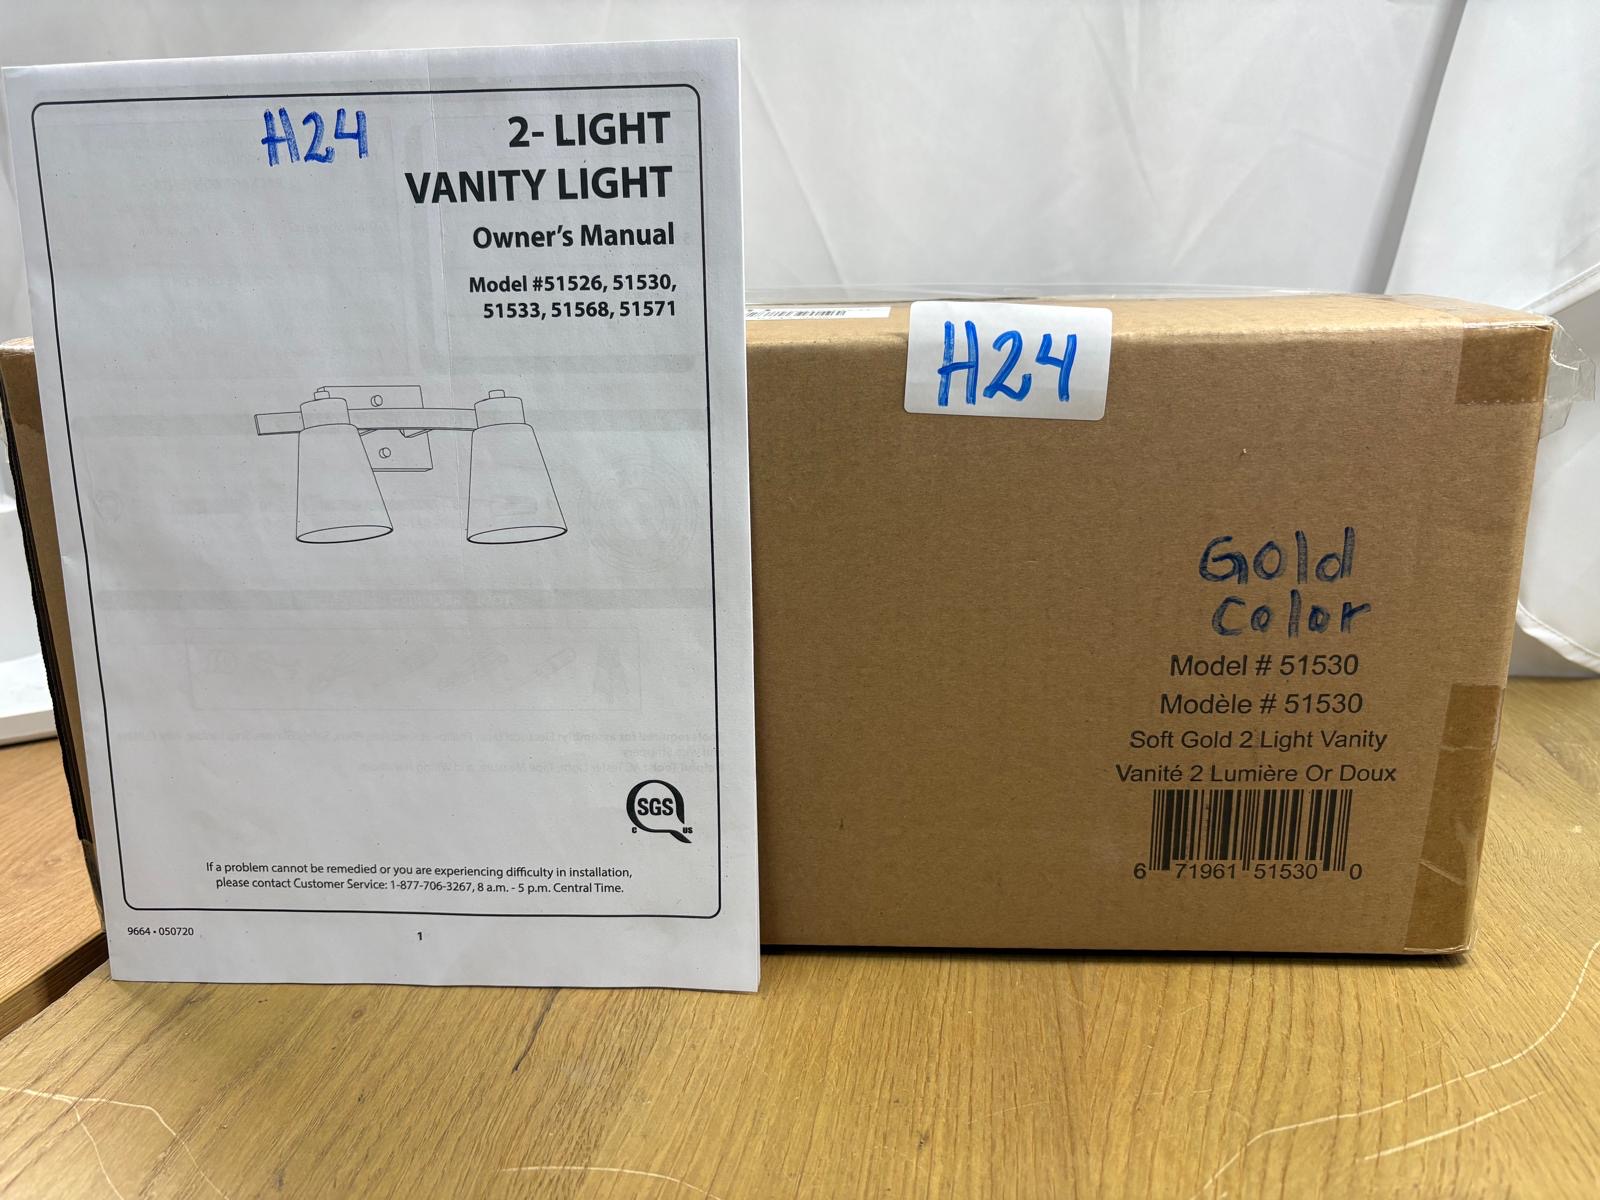 H24
2- LIGHT
VANITY LIGHT
Owner's Manual
Model #51526, 51530,
51533, 51568, 51571
SGS
C US
If a problem cannot be remedied or you are experiencing difficulty in installation,
please contact Customer Service: 1-877-706-3267, 8 a.m. - 5 p.m. Central Time.
9664 • 050720
1
H24
Gold
Color
Model # 51530
Modèle # 51530
Soft Gold 2 Light Vanity
Vanité 2 Lumière Or Doux
6 71961 51530 0